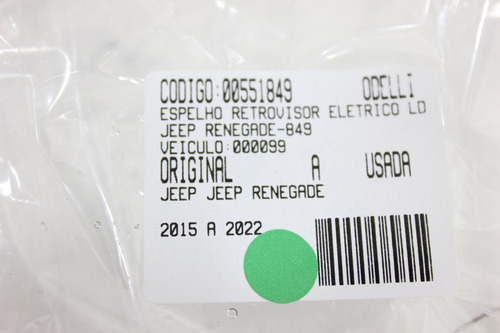 CODIGO:00551849 ODELLI
ESPELHO RETROVISOR ELETRICO LD
JEEP RENEGADE-849
VEICULO:000099
ORIGINAL A USADA
JEEP JEEP RENEGADE
2015 A 2022